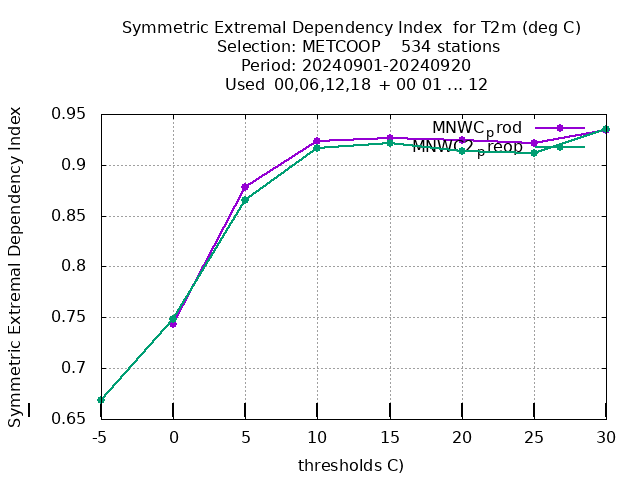 Symmetric Extremal Dependency Index  for T2m (deg C)
Selection: METCOOP    534 stations
Period: 20240901-20240920
Used  00,06,12,18  + 00 01 ... 12
Symmetric Extremal Dependency Index
0.95
0.9
0.85
0.8
0.75
0.7
0.65
MNWC_prod
MNWC2_preop
-5 0 5 10 15 20 25 30
thresholds C)